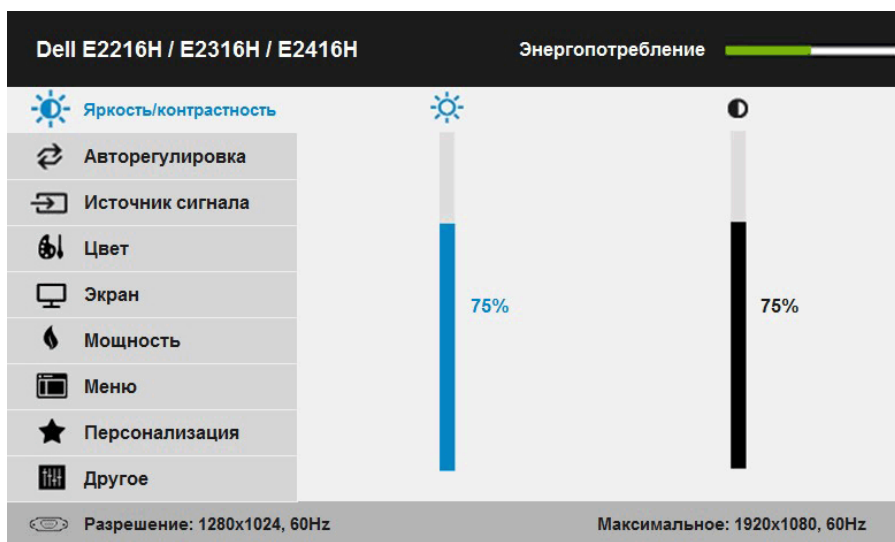 Dell E2216H / E2316H / E2416H
Энергопотребление
Яркость/контрастность
Авторегулировка
Источник сигнала
Цвет
Экран
75%
75%
Мощность
Меню
Персонализация
Другое
Разрешение: 1280x1024, 60Hz
Максимальное: 1920x1080, 60Hz